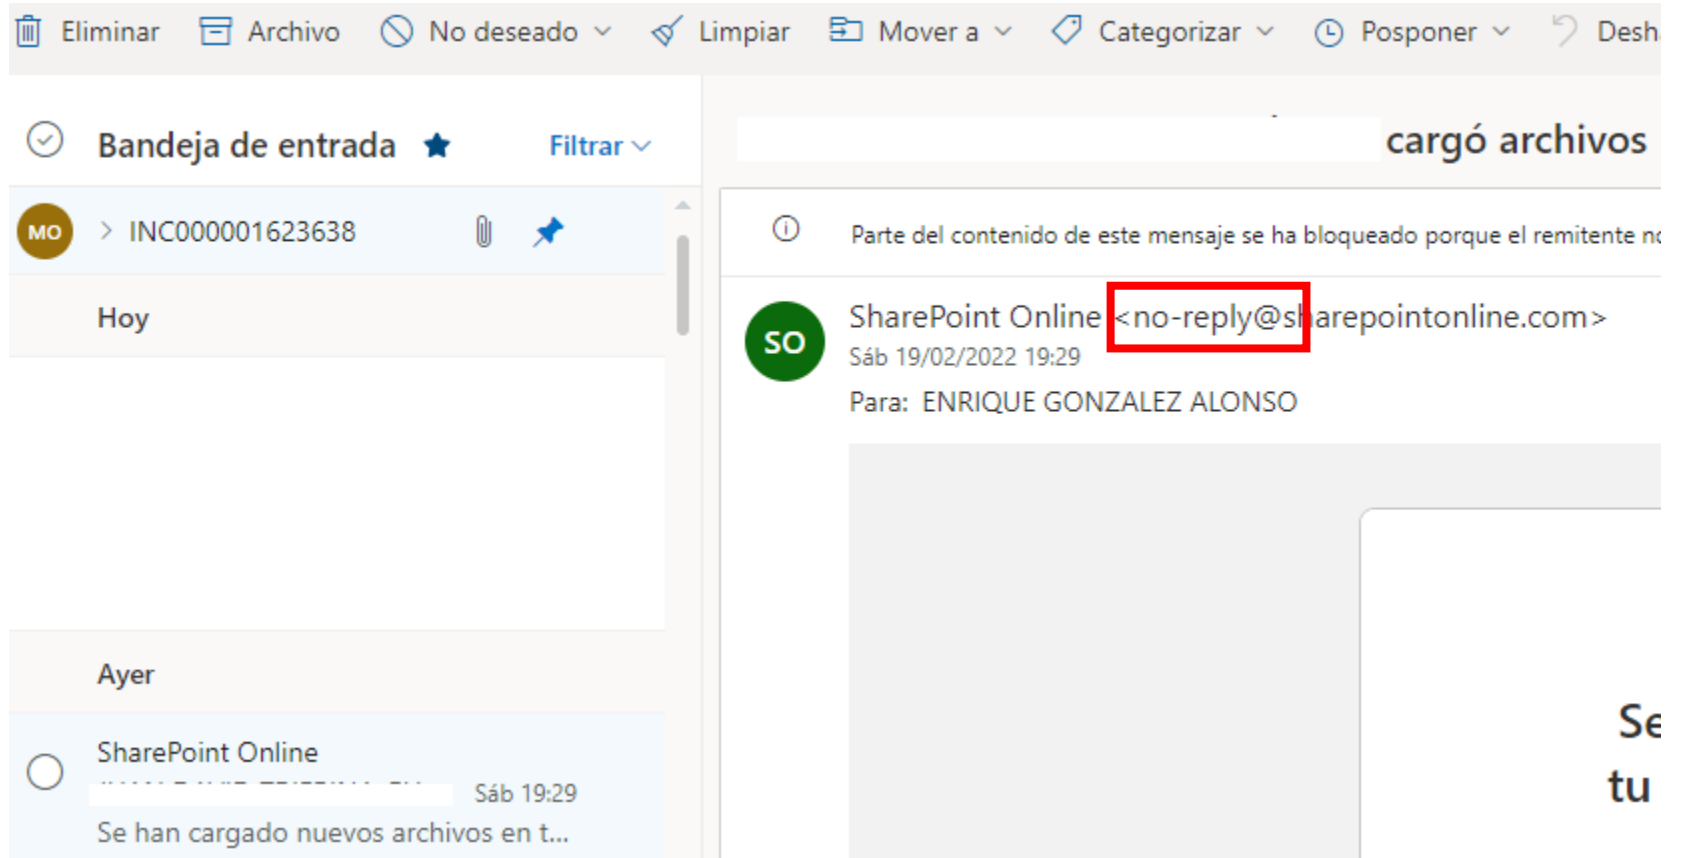 Eliminar Archivo No deseado Limpiar Mover a Categorizar Posponer
Bandeja de entrada Filtrar
cargó archivos
MO INC000001623638
Parte del contenido de este mensaje se ha bloqueado porque el remitente
Hoy
SO
SharePoint Online <no-reply@sharepointonline.com>
Sáb 19/02/2022 19:29
Para: ENRIQUE GONZALEZ ALONSO
Ayer
SharePoint Online
Sáb 19:29
Se han cargado nuevos archivos en t...
Se
tu